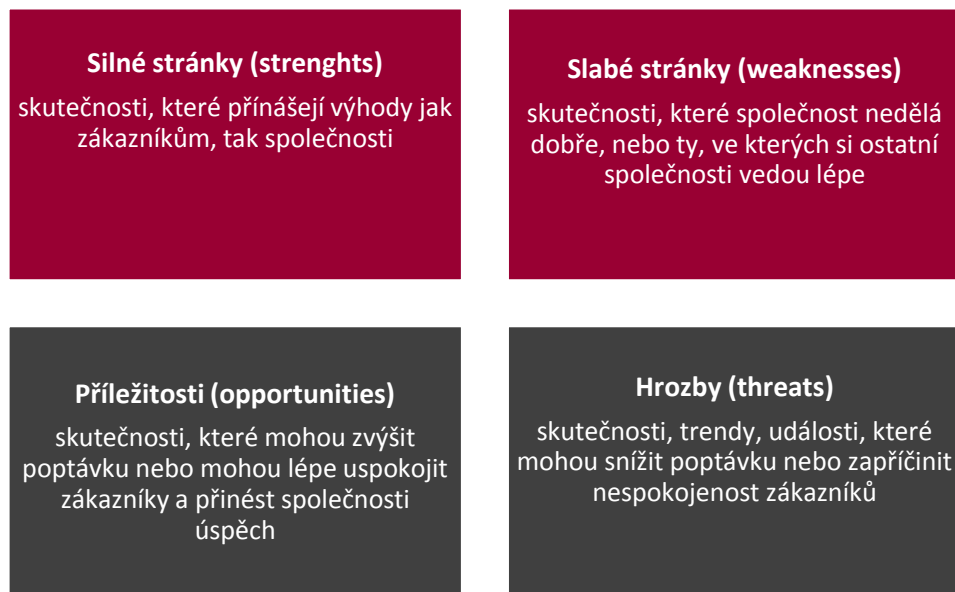 Silné stránky (strenghts)
skutečnosti, které přínášejí výhody jak
zákazníkům, tak společnosti
Slabé stránky (weaknesses)
skutečnosti, které společnost nedělá
dobře, nebo ty, ve kterých si ostatní
společnosti vedou lépe
Příležitosti (opportunities)
skutečnosti, které mohou zvýšit
poptávku nebo mohou lépe uspokojit
zákazníky a přinést společnosti
úspěch
Hrozby (threats)
skutečnosti, trendy, události, které
mohou snížit poptávku nebo zapříčinit
nespokojenost zákazníků